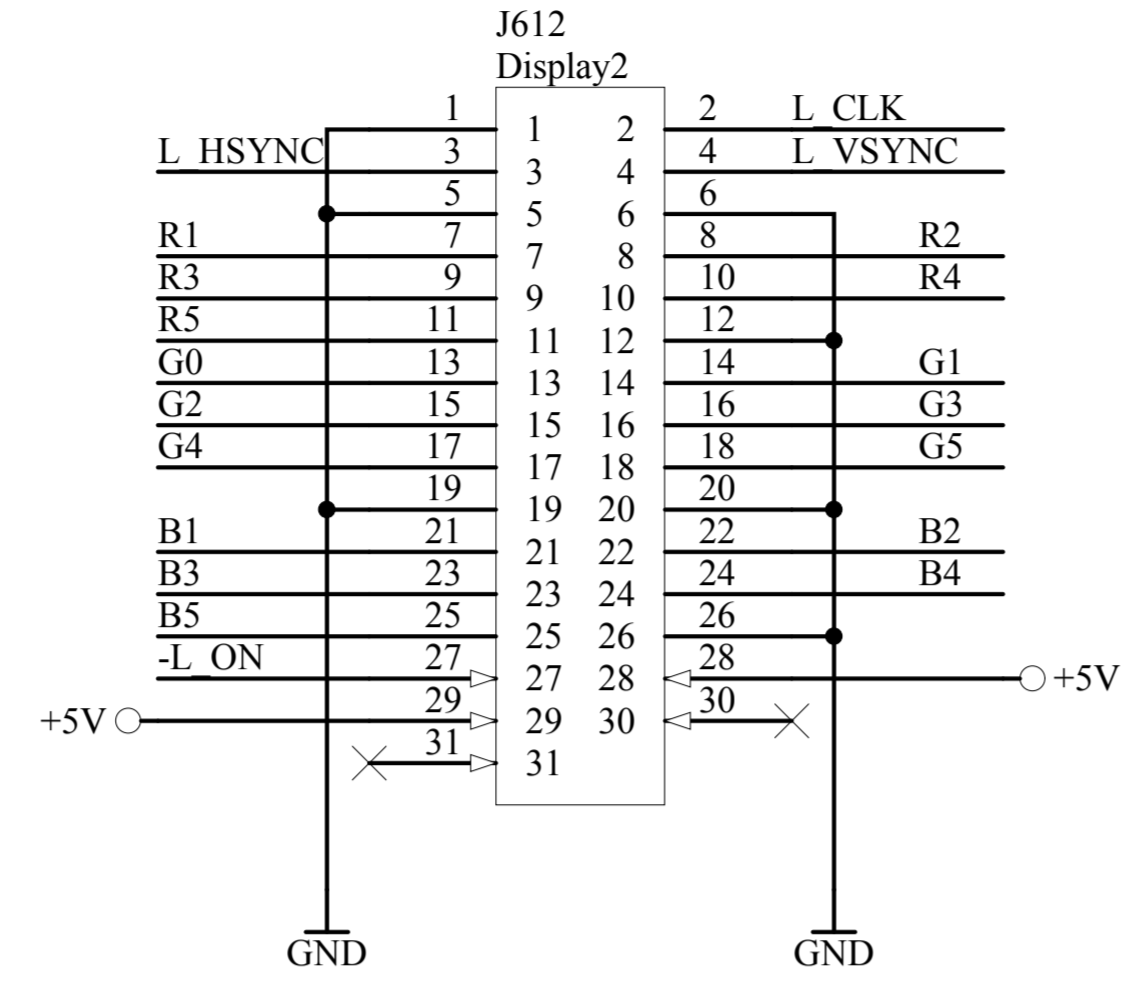 J612
Display2
1 1 2 2 L_CLK
L_HSYNC 3 3 4 4 L_VSYNC
5 5 6 6
R1 7 7 8 8 R2
R3 9 9 10 10 R4
R5 11 11 12 12
G0 13 13 14 14 G1
G2 15 15 16 16 G3
G4 17 17 18 18 G5
19 19 20 20
B1 21 21 22 22 B2
B3 23 23 24 24 B4
B5 25 25 26 26
-L_ON 27 27 28 28 +5V
+5V 29 29 30 30
31 31
GND GND